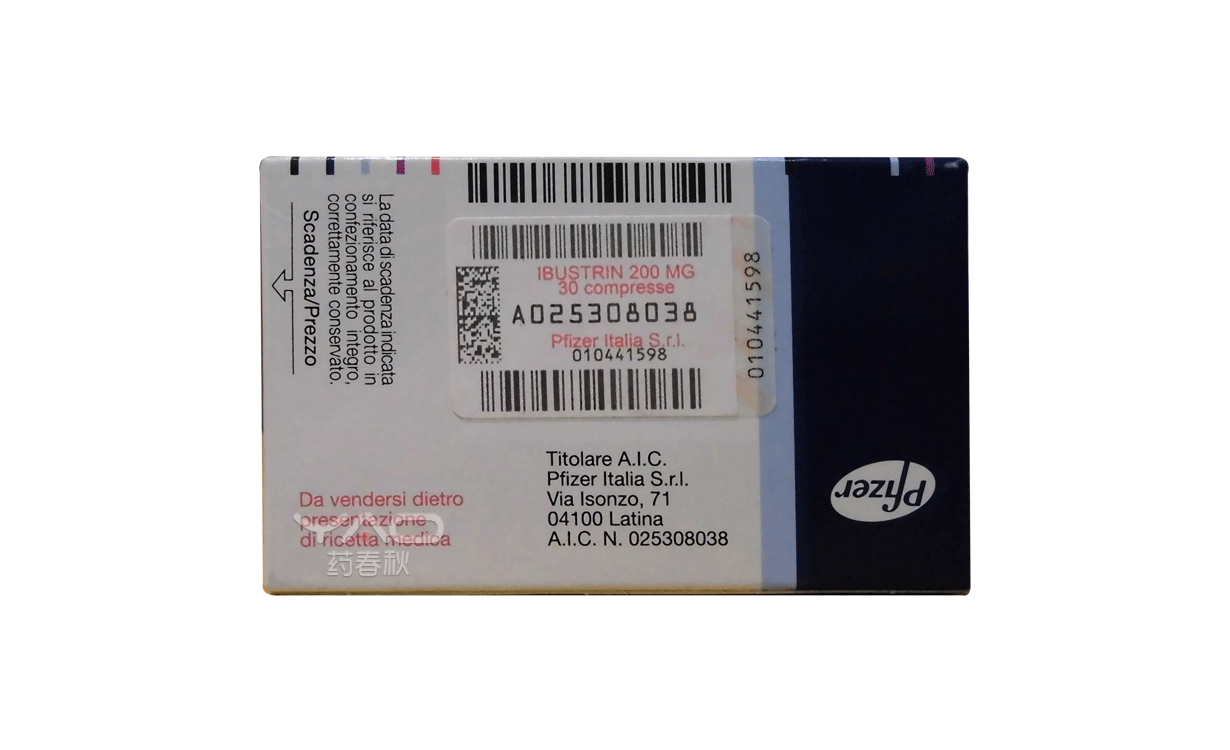 La data di scadenza indicata
si riferisce al prodotto in
confezionamento integro,
correttamente conservato.
Scadenza/Prezzo
IBUSTRIN 200 MG
30 compresse
A025308038
Pfizer Italia S.r.l.
010441598
010441598
Titolare A.I.C.
Pfizer Italia S.r.l.
Via Isonzo, 71
04100 Latina
A.I.C. N. 025308038
Da vendersi dietro
presentazione
di ricetta medica
YAO
药春秋
Pfizer